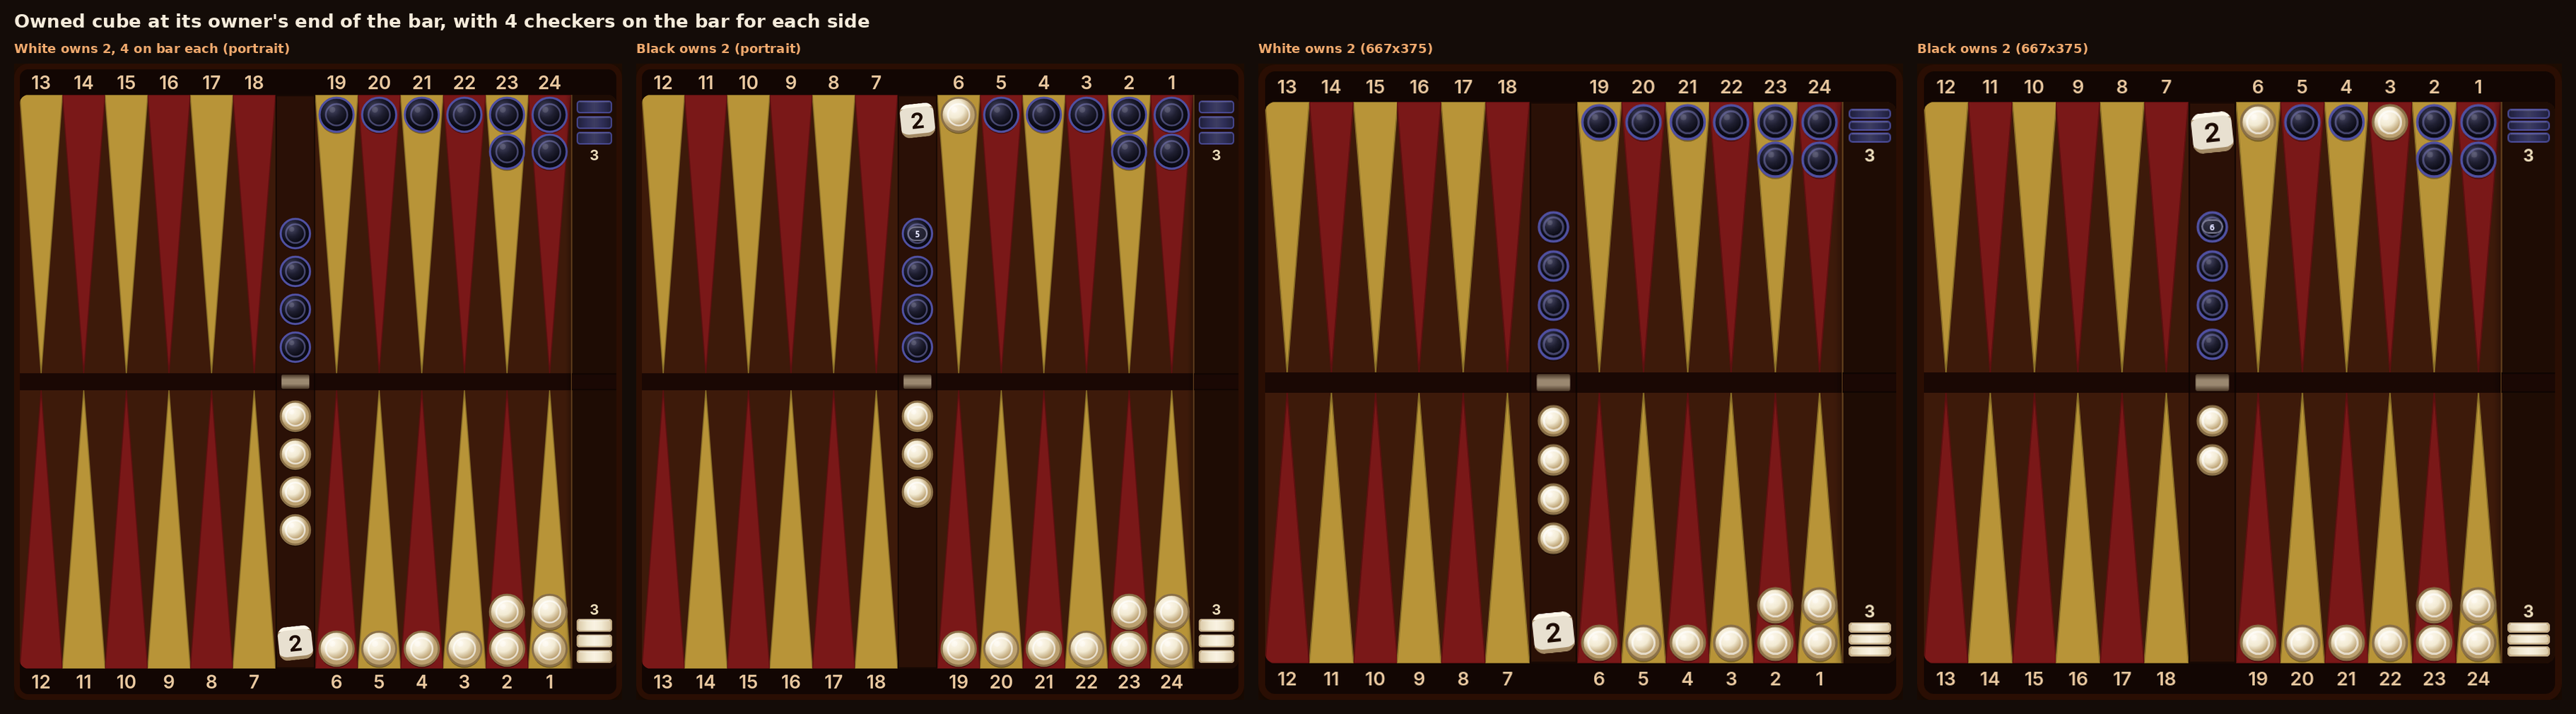 Owned cube at its owner's end of the bar, with 4 checkers on the bar for each side
White owns 2, 4 on bar each (portrait)
13 14 15 16 17 18 19 20 21 22 23 24
3
3
2
12 11 10 9 8 7 6 5 4 3 2 1
Black owns 2 (portrait)
12 11 10 9 8 7 6 5 4 3 2 1
2
3
5
3
13 14 15 16 17 18 19 20 21 22 23 24
White owns 2 (667x375)
13 14 15 16 17 18 19 20 21 22 23 24
3
3
2
12 11 10 9 8 7 6 5 4 3 2 1
Black owns 2 (667x375)
12 11 10 9 8 7 6 5 4 3 2 1
2
3
6
3
13 14 15 16 17 18 19 20 21 22 23 24